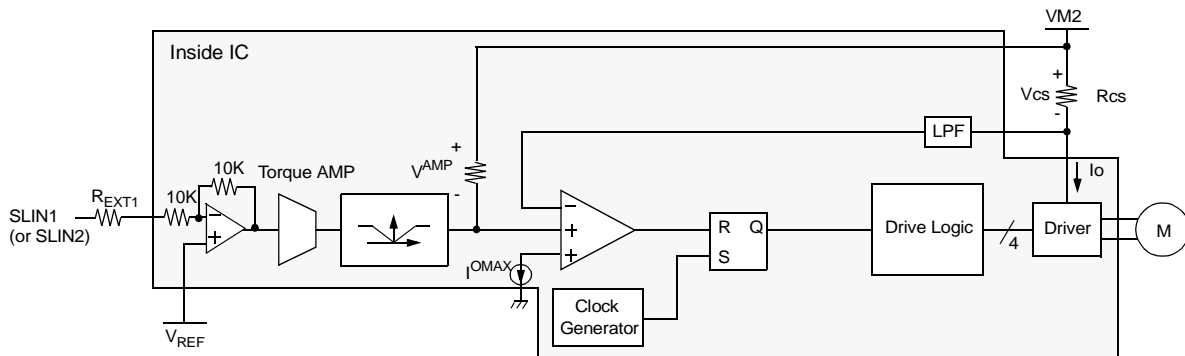 VM2
Inside IC
+
Vcs
-
Rcs
LPF
+
VAMP
-
10K
Torque AMP
10K
REXT1
SLIN1
(or SLIN2)
-
+
-
+
+
IOMAX
R Q
S
Drive Logic
4
Io
Driver
M
Clock
Generator
VREF